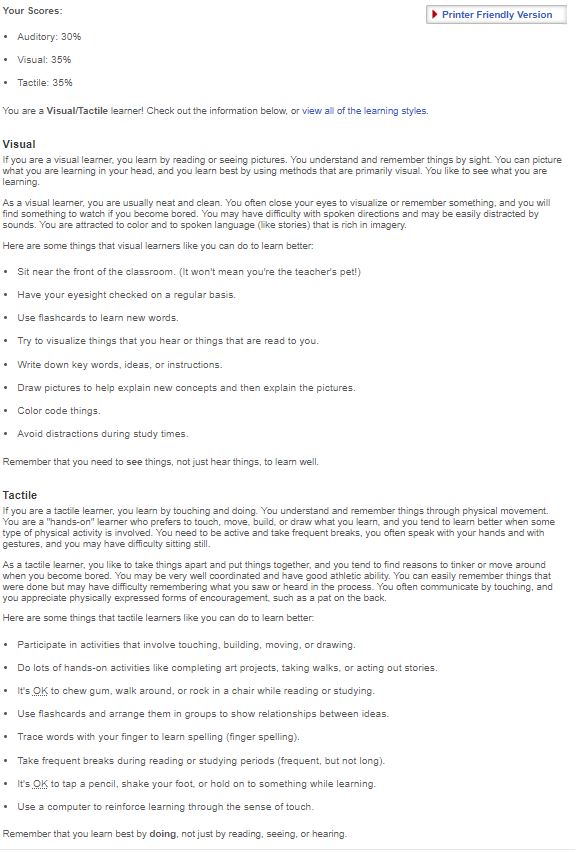 Your Scores:
Printer Friendly Version
• Auditory: 30%
• Visual: 35%
• Tactile: 35%
You are a Visual/Tactile learner! Check out the information below, or view all of the learning styles.
Visual
If you are a visual learner, you learn by reading or seeing pictures. You understand and remember things by sight. You can picture
what you are learning in your head, and you learn best by using methods that are primarily visual. You like to see what you are
learning.
As a visual learner, you are usually neat and clean. You often close your eyes to visualize or remember something, and you will
find something to watch if you become bored. You may have difficulty with spoken directions and may be easily distracted by
sounds. You are attracted to color and to spoken language (like stories) that is rich in imagery.
Here are some things that visual learners like you can do to learn better:
• Sit near the front of the classroom. (It won't mean you're the teacher's pet!)
• Have your eyesight checked on a regular basis.
• Use flashcards to learn new words.
• Try to visualize things that you hear or things that are read to you.
• Write down key words, ideas, or instructions.
• Draw pictures to help explain new concepts and then explain the pictures.
• Color code things.
• Avoid distractions during study times.
Remember that you need to see things, not just hear things, to learn well.
Tactile
If you are a tactile learner, you learn by touching and doing. You understand and remember things through physical movement.
You are a "hands-on" learner who prefers to touch, move, build, or draw what you learn, and you tend to learn better when some
type of physical activity is involved. You need to be active and take frequent breaks, you often speak with your hands and with
gestures, and you may have difficulty sitting still.
As a tactile learner, you like to take things apart and put things together, and you tend to find reasons to tinker or move around
when you become bored. You may be very well coordinated and have good athletic ability. You can easily remember things that
were done but may have difficulty remembering what you saw or heard in the process. You often communicate by touching, and
you appreciate physically expressed forms of encouragement, such as a pat on the back.
Here are some things that tactile learners like you can do to learn better:
• Participate in activities that involve touching, building, moving, or drawing.
• Do lots of hands-on activities like completing art projects, taking walks, or acting out stories.
• It's OK to chew gum, walk around, or rock in a chair while reading or studying.
• Use flashcards and arrange them in groups to show relationships between ideas.
• Trace words with your finger to learn spelling (finger spelling).
• Take frequent breaks during reading or studying periods (frequent, but not long).
• It's OK to tap a pencil, shake your foot, or hold on to something while learning.
• Use a computer to reinforce learning through the sense of touch.
Remember that you learn best by doing, not just by reading, seeing, or hearing.